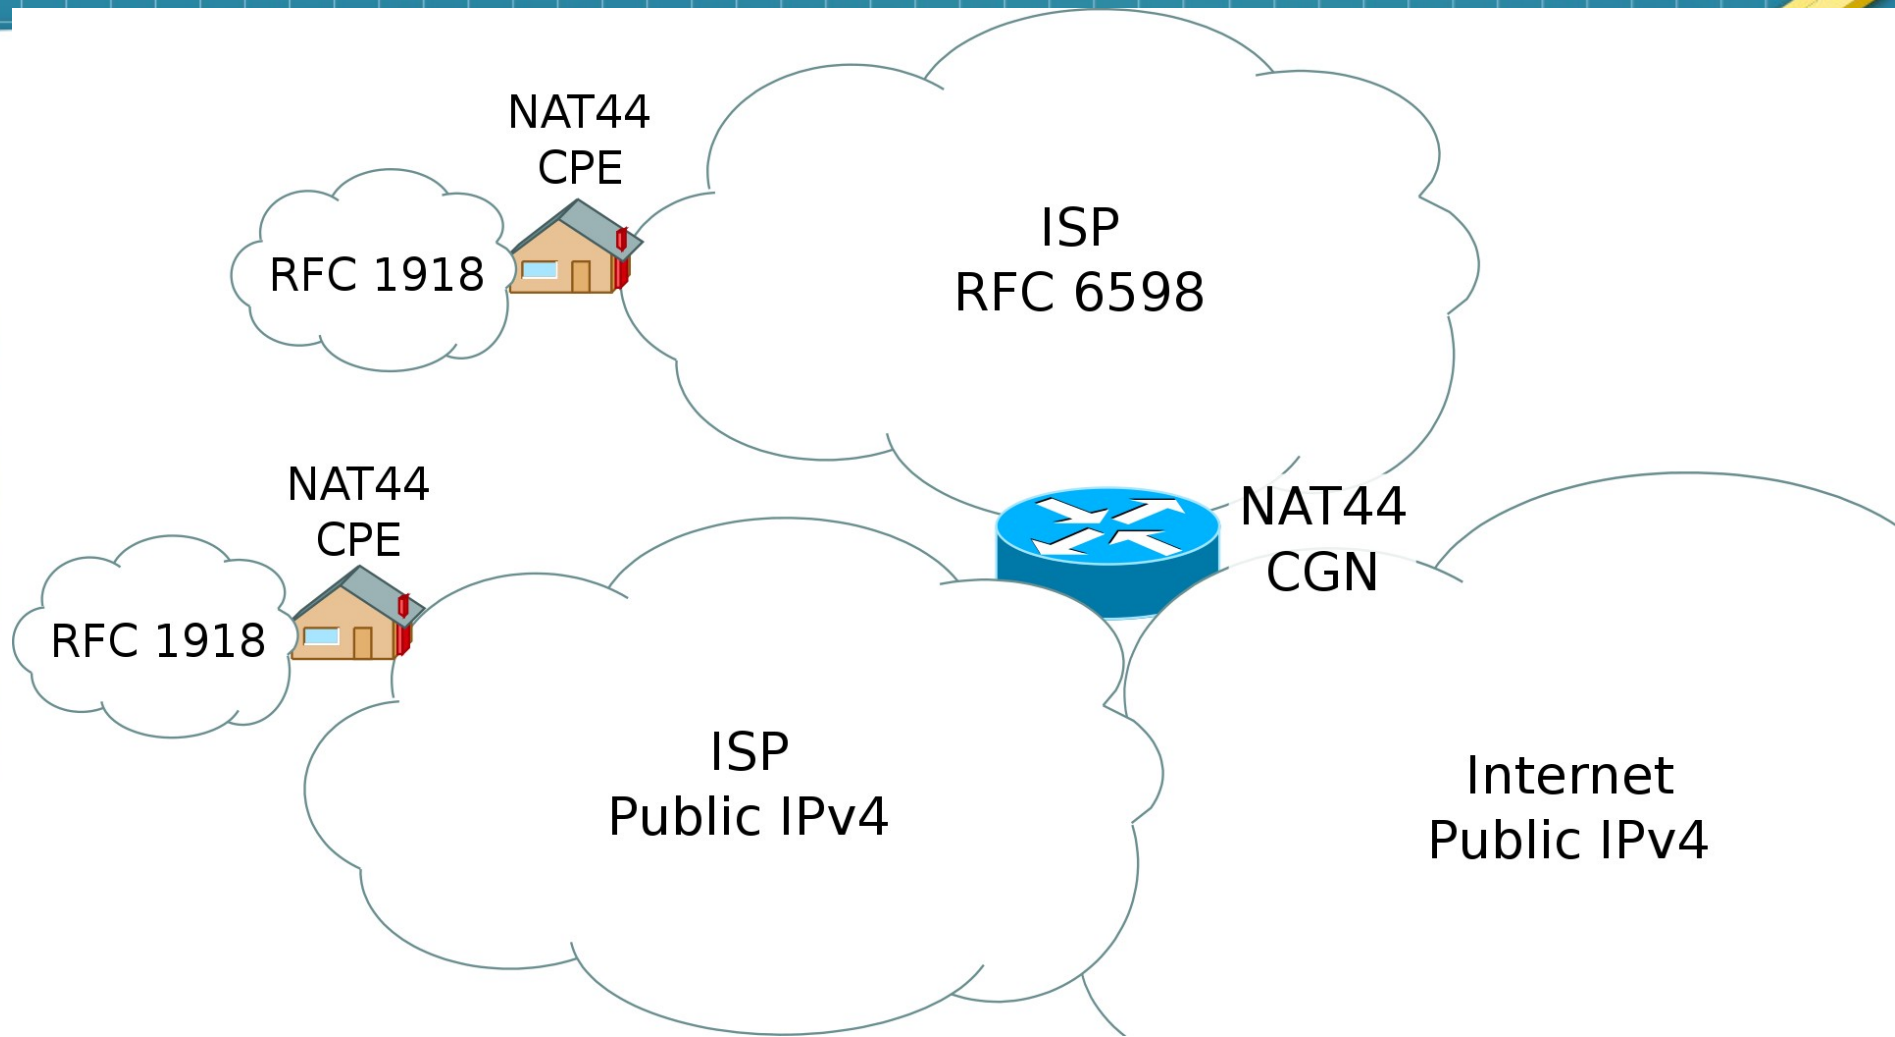 NAT44
CPE
RFC 1918
ISP
RFC 6598
NAT44
CPE
RFC 1918
NAT44
CGN
ISP
Public IPv4
Internet
Public IPv4